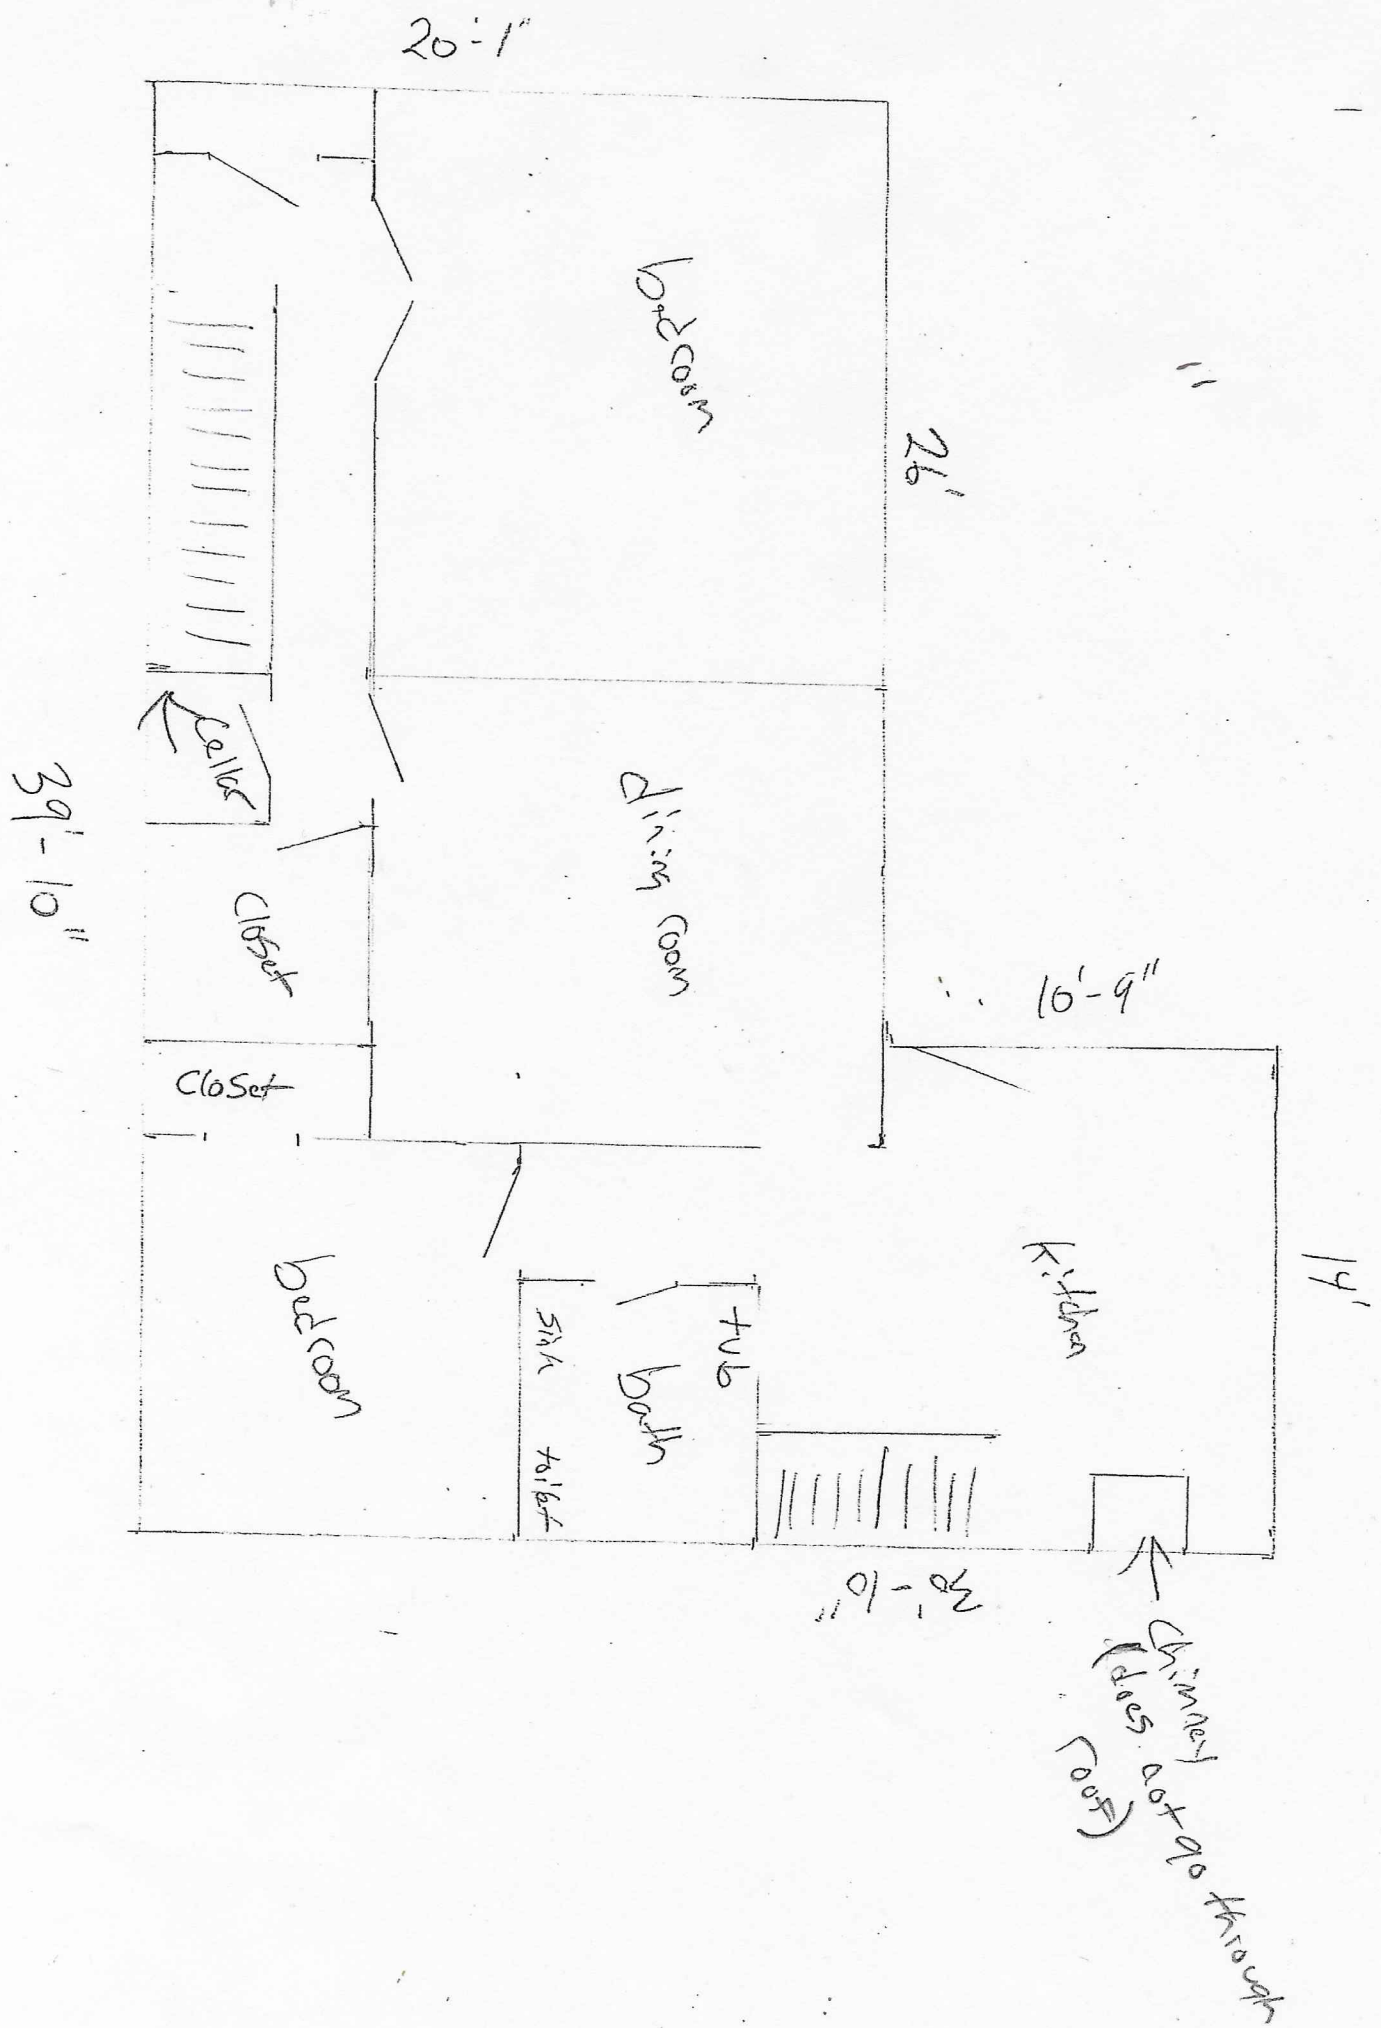 20'-1"
bedroom
26'
Cellar
39'-10"
dining room
Closet
10'-9"
Closet
kitchen
14'
bedroom
sink
tub
bath
toilet
30'-10"
Chimney
(does not go through
roof)